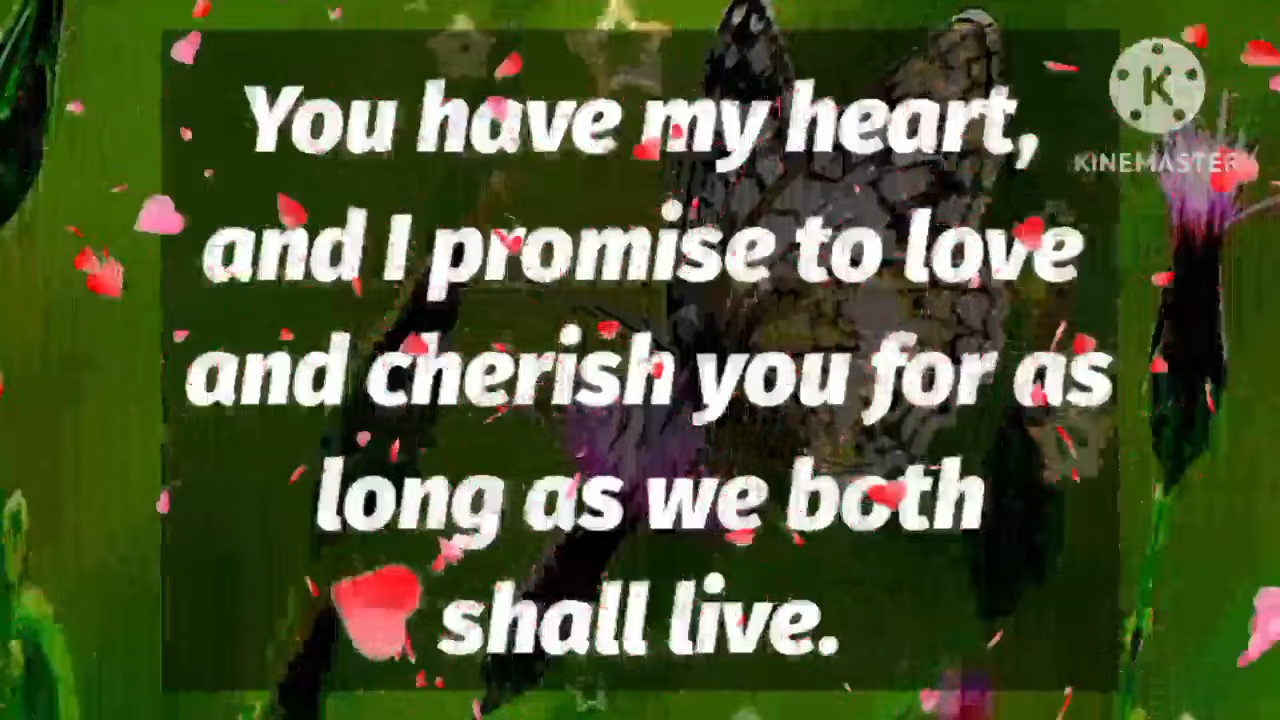 You have my heart,
and I promise to love
and cherish you for as
long as we both
shall live.
K
KINEMASTER